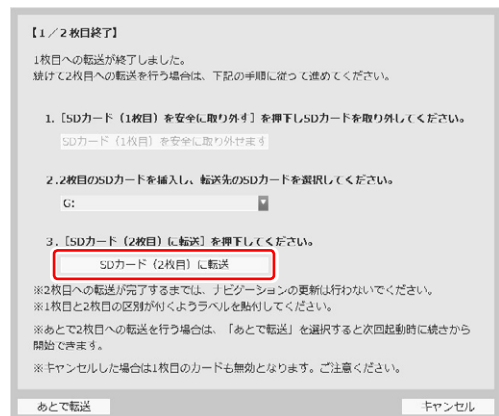 【1/2枚目終了】
1枚目への転送が終了しました。
続けて2枚目への転送を行う場合は、下記の手順に従って進めてください。
1.［SDカード（1枚目）を安全に取り外す］を押下しSDカードを取り外してください。
SDカード（1枚目）を安全に取り外せます
2.2枚目のSDカードを挿入し、転送先のSDカードを選択してください。
G:
3.［SDカード（2枚目）に転送］を押下してください。
SDカード（2枚目）に転送
※2枚目への転送が完了するまでは、ナビゲーションの更新は行わないでください。
※1枚目と2枚目の区別が付くようラベルを貼付してください。
※あとで2枚目への転送を行う場合は、「あとで転送」を選択すると次回起動時に続きから
開始できます。
※キャンセルした場合は1枚目のカードも無効となります。ご注意ください。
あとで転送
キャンセル